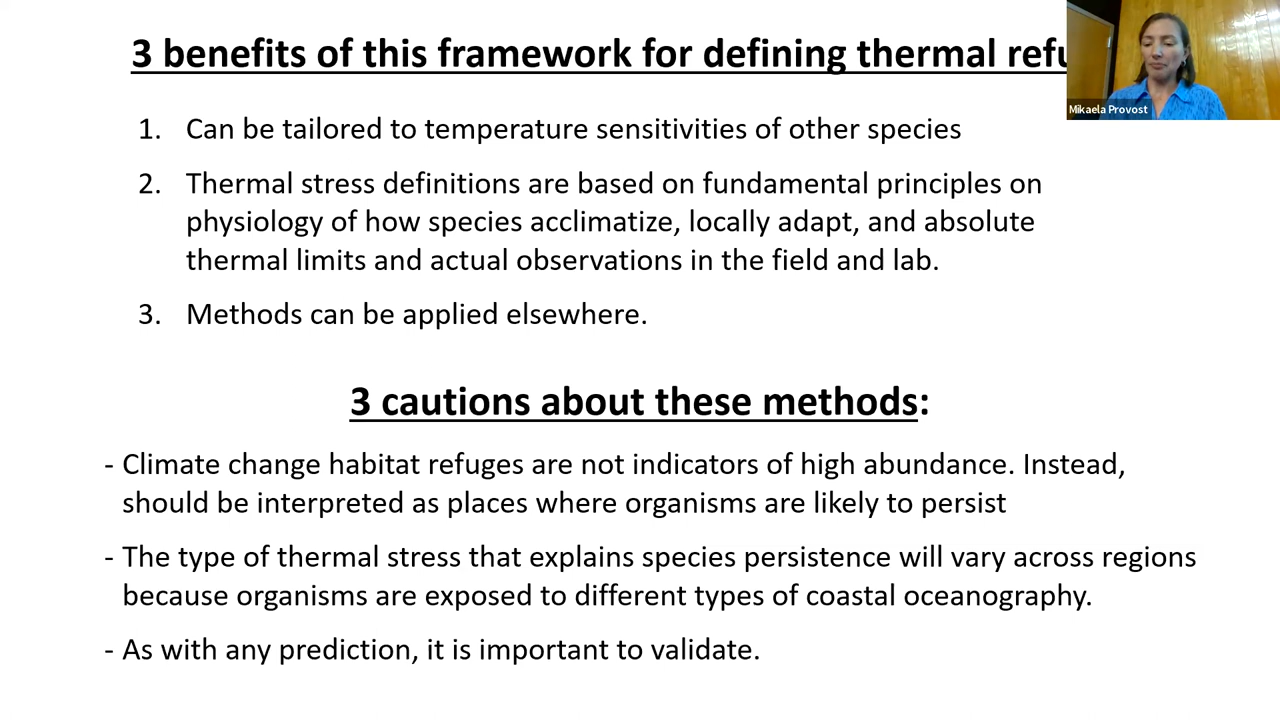 3 benefits of this framework for defining thermal
Mikaela Provost
1. Can be tailored to temperature sensitivities of other species
2. Thermal stress definitions are based on fundamental principles on
physiology of how species acclimatize, locally adapt, and absolute
thermal limits and actual observations in the field and lab.
3. Methods can be applied elsewhere.
3 cautions about these methods:
- Climate change habitat refuges are not indicators of high abundance. Instead,
should be interpreted as places where organisms are likely to persist
- The type of thermal stress that explains species persistence will vary across regions
because organisms are exposed to different types of coastal oceanography.
- As with any prediction, it is important to validate.